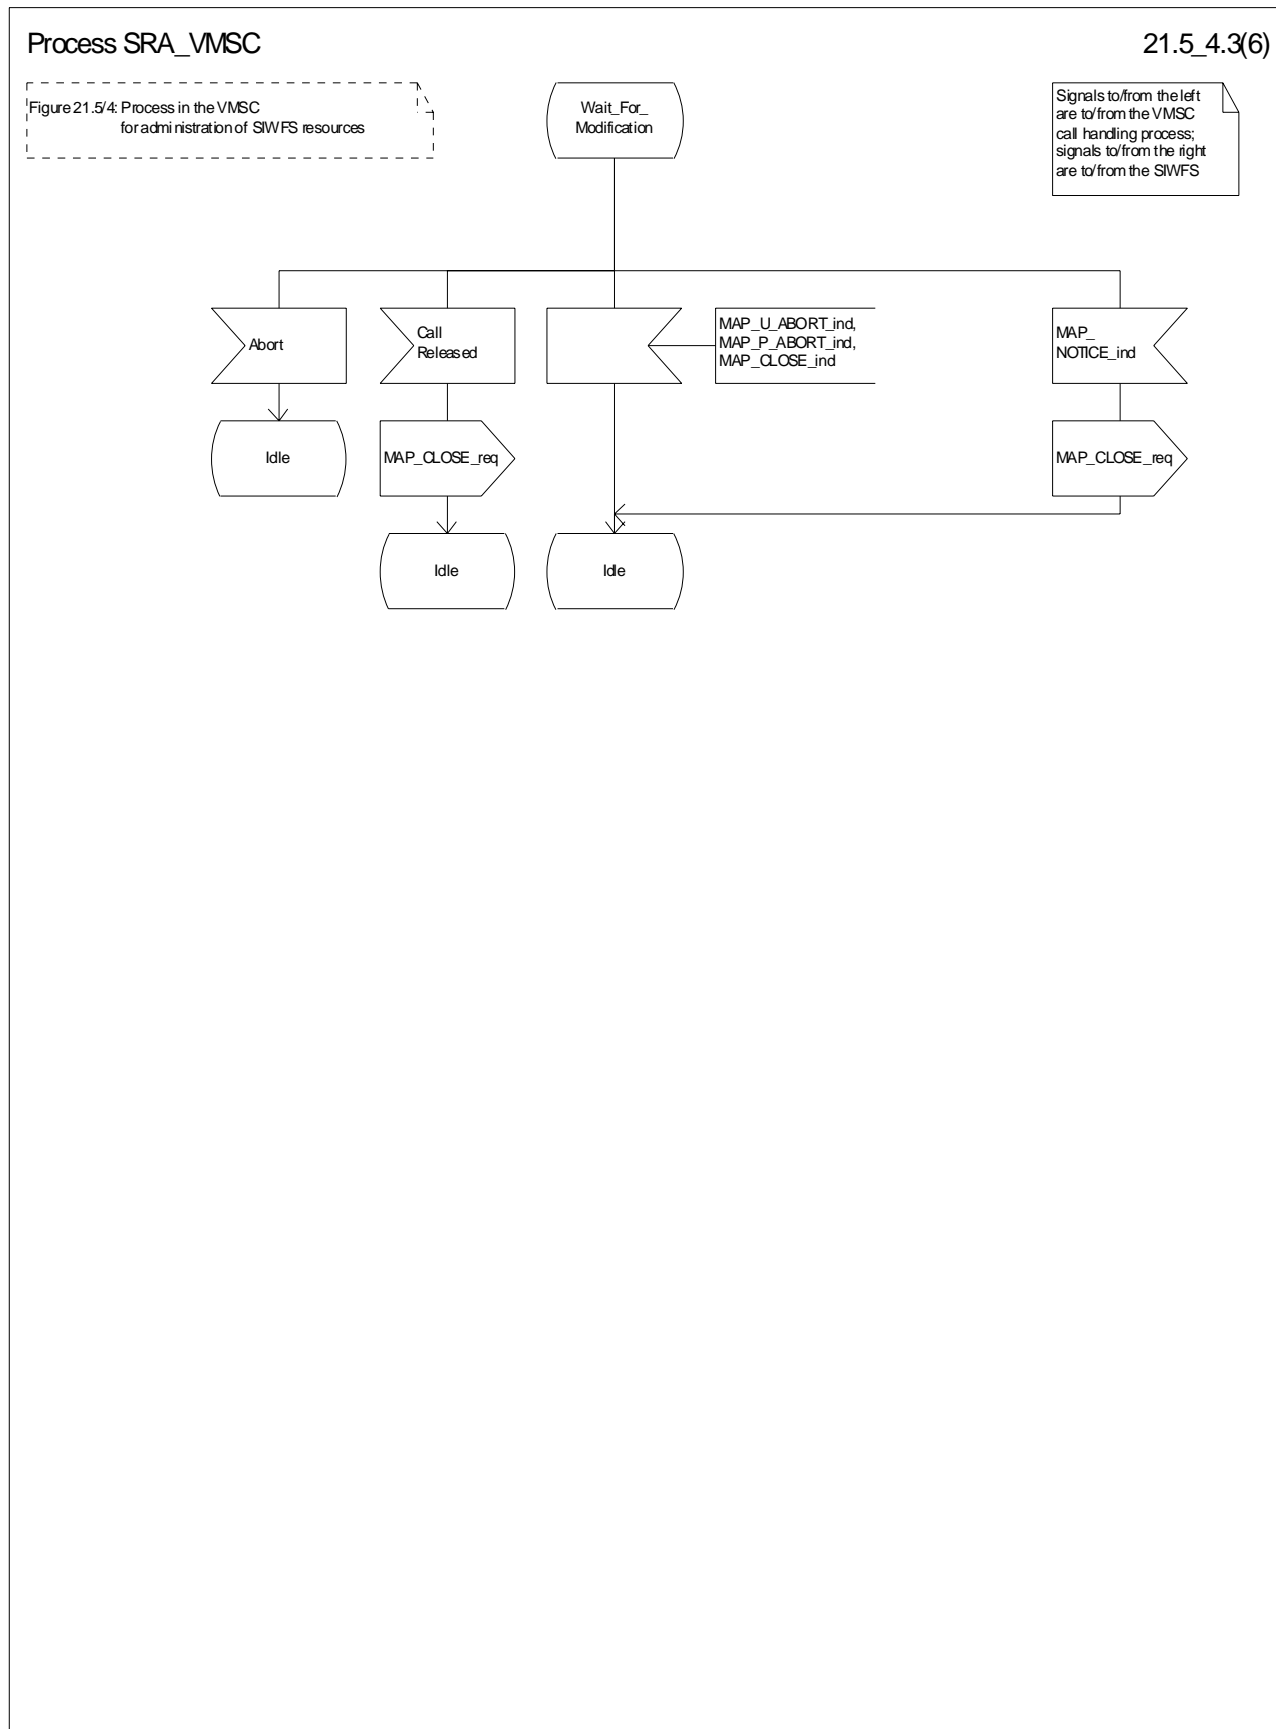 Process SRA_VMSC
21.5_4.3(6)
Figure 21.5/4: Process in the VMSC
for administration of SIWFS resources
Wait_For_
Modification
Signals to/from the left
are to/from the VMSC
call handling process;
signals to/from the right
are to/from the SIWFS
Abort
Call
Released
MAP_U_ABORT_ind,
MAP_P_ABORT_ind,
MAP_CLOSE_ind
MAP_
NOTICE_ind
Idle
MAP_CLOSE_req
MAP_CLOSE_req
Idle
Idle